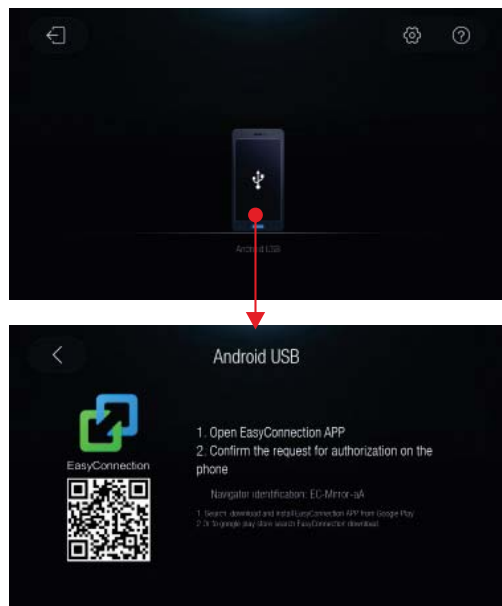 Android USB
Android USB
EasyConnection
1. Open EasyConnection APP
2. Confirm the request for authorization on the
phone
Navigator identification: EC-Mirror-aA
1. Search, download and install EasyConnection APP from Google Play
2. Or to google play store search EasyConnection download